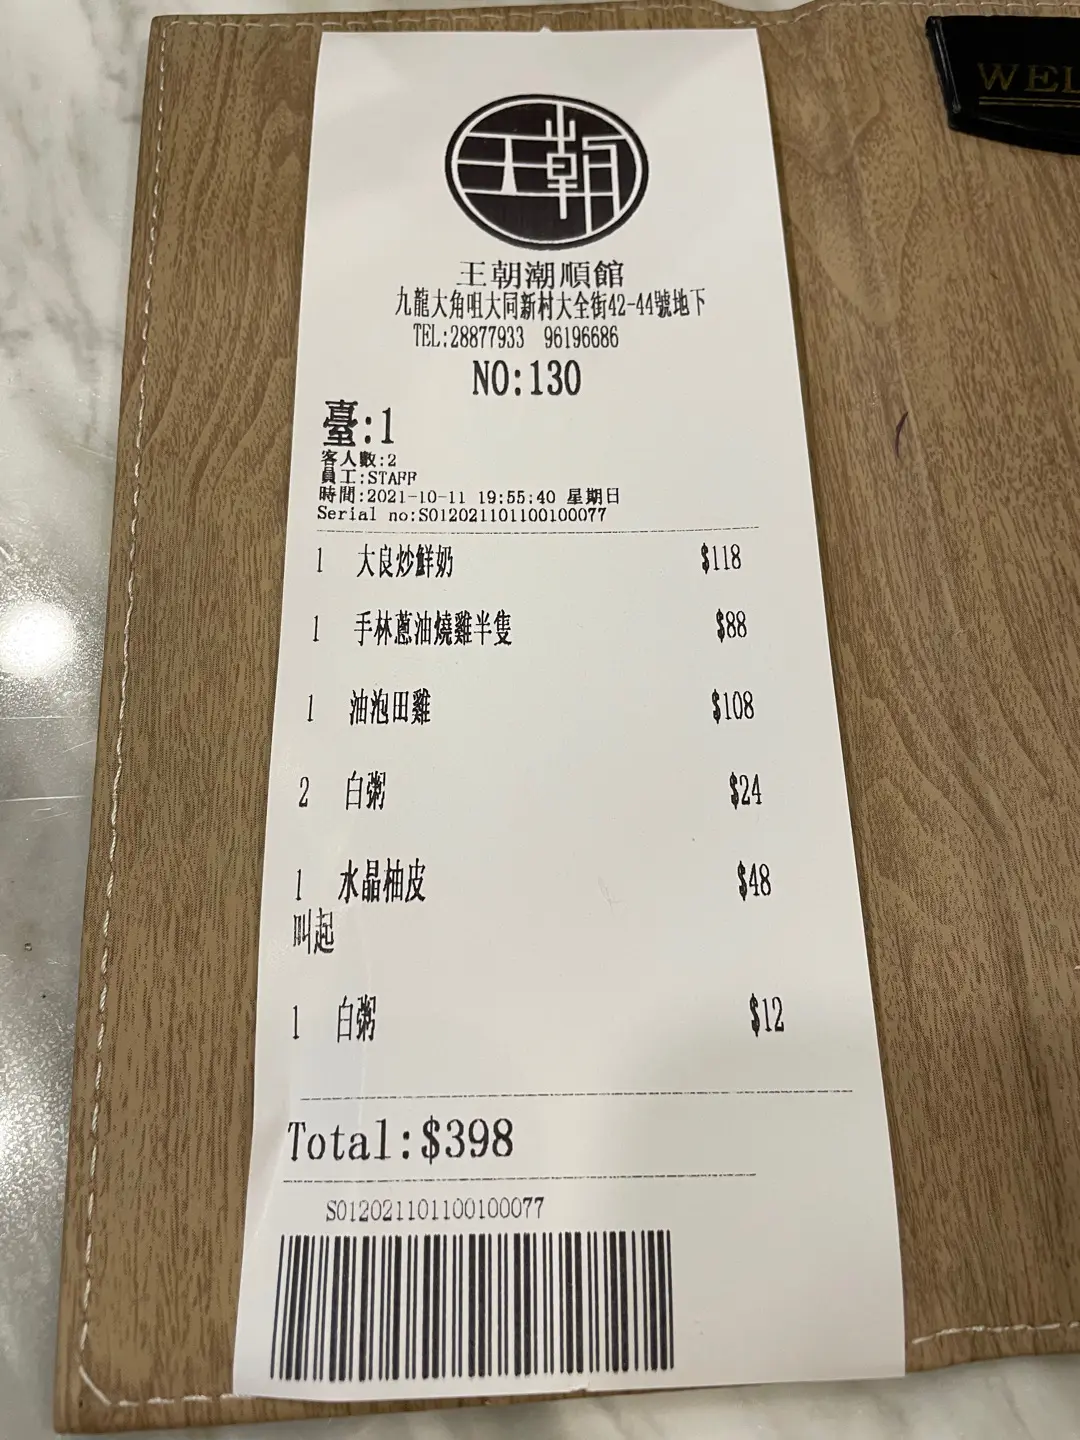 王朝
王朝潮順館
九龍大角咀大同新村大全街42-44號地下
TEL:28877933 96196686
NO:130
臺:1
客人數:2
員工:STAFF
時間:2021-10-11 19:55:40 星期日
Serial no:S012021101100100077
1 大良炒鮮奶 $118
1 手林蔥油燒雞半隻 $88
1 油泡田雞 $108
2 白粥 $24
1 水晶柚皮 $48
叫起
1 白粥 $12
Total:$398
S012021101100100077